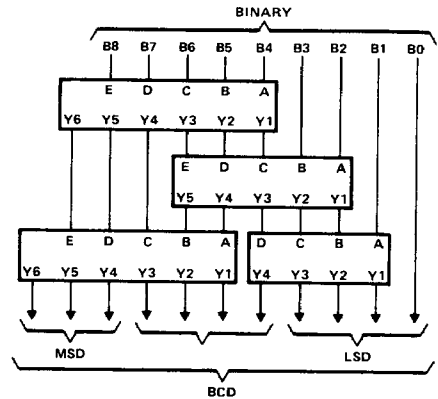 BINARY
B8 B7 B6 B5 B4 B3 B2 B1 B0
E D C B A
Y6 Y5 Y4 Y3 Y2 Y1
E D C B A
Y5 Y4 Y3 Y2 Y1
E D C B A D C B A
Y6 Y5 Y4 Y3 Y2 Y1 Y4 Y3 Y2 Y1
MSD LSD
BCD